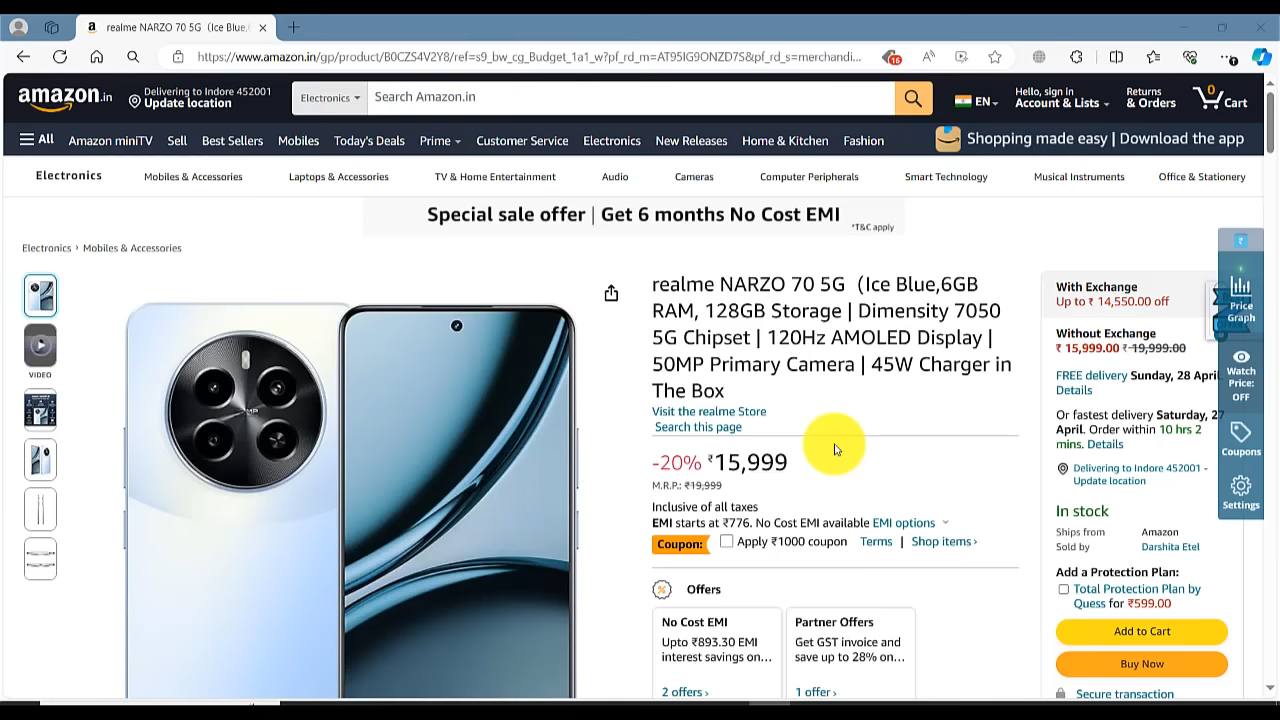 realme NARZO 70 5G（Ice Blue,6
https://www.amazon.in/gp/product/B0CZS4V2Y8/ref=s9_bw_cg_Budget_1a1_w?pf_rd_m=AT95IG9ONZD7S&pf_rd_s=merchandi...
16
amazon.in
Delivering to Indore 452001
Update location
Electronics
Search Amazon.in
EN
Hello, sign in
Account & Lists
Returns
& Orders
0
Cart
All
Amazon miniTV
Sell
Best Sellers
Mobiles
Today's Deals
Prime
Customer Service
Electronics
New Releases
Home & Kitchen
Fashion
Shopping made easy | Download the app
Electronics
Mobiles & Accessories
Laptops & Accessories
TV & Home Entertainment
Audio
Cameras
Computer Peripherals
Smart Technology
Musical Instruments
Office & Stationery
Special sale offer | Get 6 months No Cost EMI
*T&C apply
Electronics › Mobiles & Accessories
VIDEO
realme NARZO 70 5G（Ice Blue,6GB
RAM, 128GB Storage | Dimensity 7050
5G Chipset | 120Hz AMOLED Display |
50MP Primary Camera | 45W Charger in
The Box
Visit the realme Store
Search this page
-20% ₹15,999
M.R.P.: ₹19,999
Inclusive of all taxes
EMI starts at ₹776. No Cost EMI available EMI options
Coupon: Apply ₹1000 coupon Terms | Shop items ›
Offers
No Cost EMI
Upto ₹893.30 EMI
interest savings on...
2 offers ›
Partner Offers
Get GST invoice and
save up to 28% on...
1 offer ›
With Exchange
Up to ₹ 14,550.00 off
Without Exchange
₹ 15,999.00 ₹ 19,999.00
FREE delivery Sunday, 28 April
Details
Or fastest delivery Saturday, 27
April. Order within 10 hrs 2
mins. Details
Delivering to Indore 452001 -
Update location
In stock
Ships from Amazon
Sold by Darshita Etel
Add a Protection Plan:
Total Protection Plan by
Quess for ₹599.00
Add to Cart
Buy Now
Secure transaction
₹
Price
Graph
Watch
Price:
OFF
Coupons
Settings